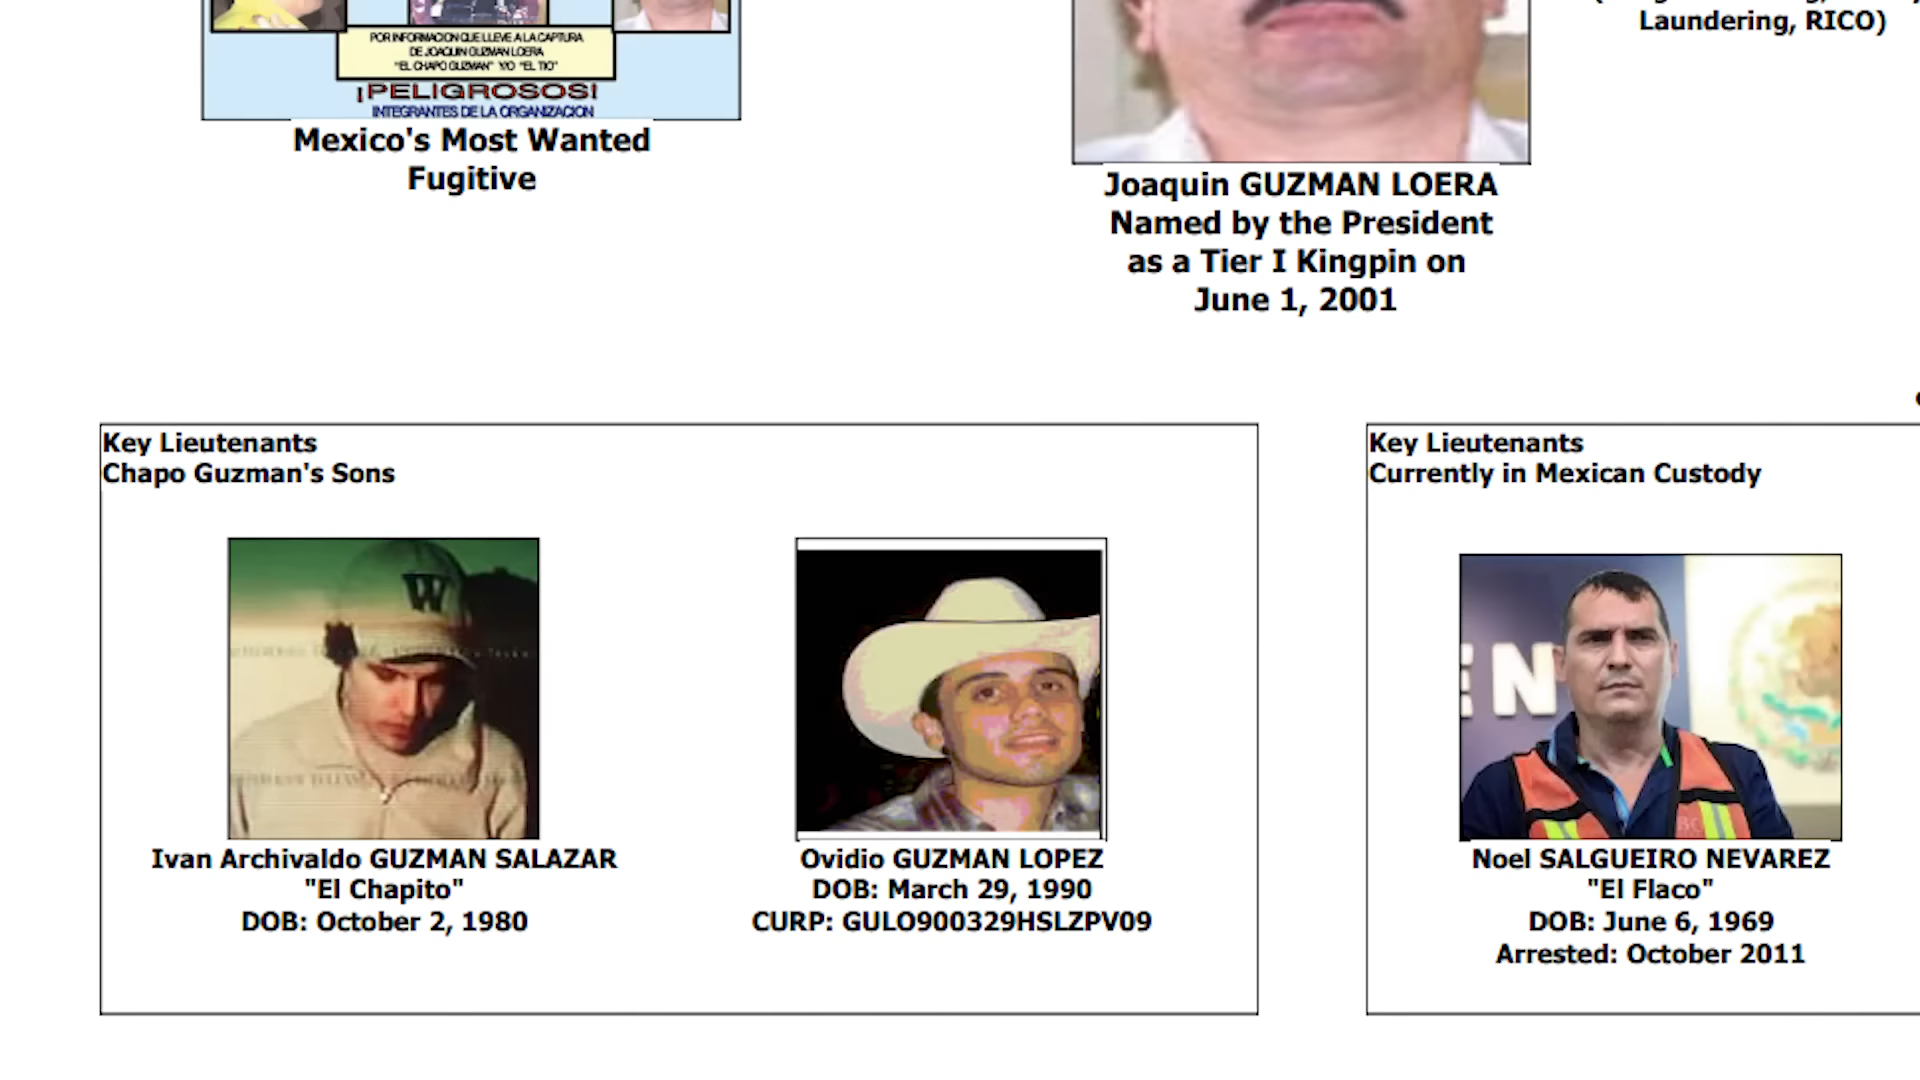 Laundering, RICO)
POR INFORMACION QUE LLEVE A LA CAPTURA
DE JOAQUIN GUZMAN LOERA
"EL CHAPO GUZMAN" Y/O "EL TIO"
¡PELIGROSOS!
INTEGRANTES DE LA ORGANIZACION
Mexico's Most Wanted
Fugitive
Joaquin GUZMAN LOERA
Named by the President
as a Tier I Kingpin on
June 1, 2001
Key Lieutenants
Chapo Guzman's Sons
W
Ivan Archivaldo GUZMAN SALAZAR
"El Chapito"
DOB: October 2, 1980
Ovidio GUZMAN LOPEZ
DOB: March 29, 1990
CURP: GULO900329HSLZPV09
Key Lieutenants
Currently in Mexican Custody
EN
Noel SALGUEIRO NEVAREZ
"El Flaco"
DOB: June 6, 1969
Arrested: October 2011